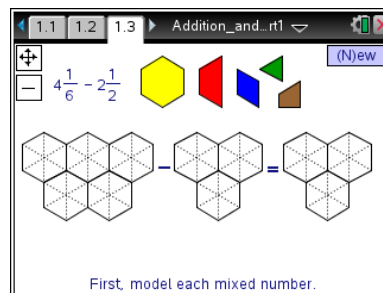 1.1 1.2 1.3 Addition_and…rt1
(N)ew
4 1/6 − 2 1/2
− =
First, model each mixed number.